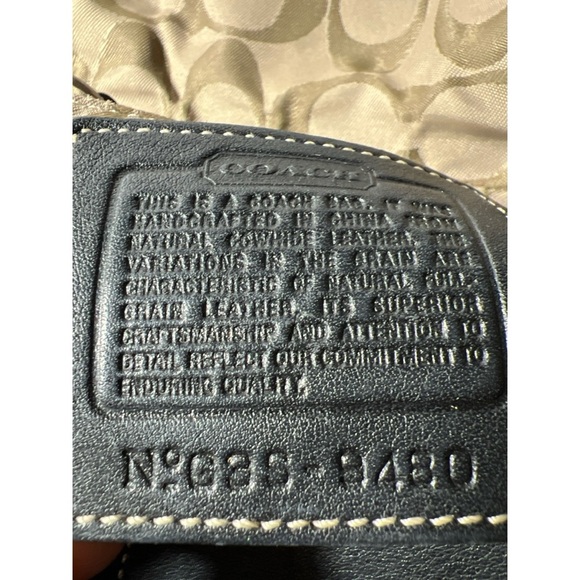 COACH
THIS IS A COACH BAG. IT WAS
HANDCRAFTED IN CHINA FROM
NATURAL COWHIDE LEATHER. THE
VARIATIONS IN THE GRAIN ARE
CHARACTERISTIC OF NATURAL FULL-
GRAIN LEATHER. ITS SUPERIOR
CRAFTSMANSHIP AND ATTENTION TO
DETAIL REFLECT OUR COMMITMENT TO
ENDURING QUALITY.